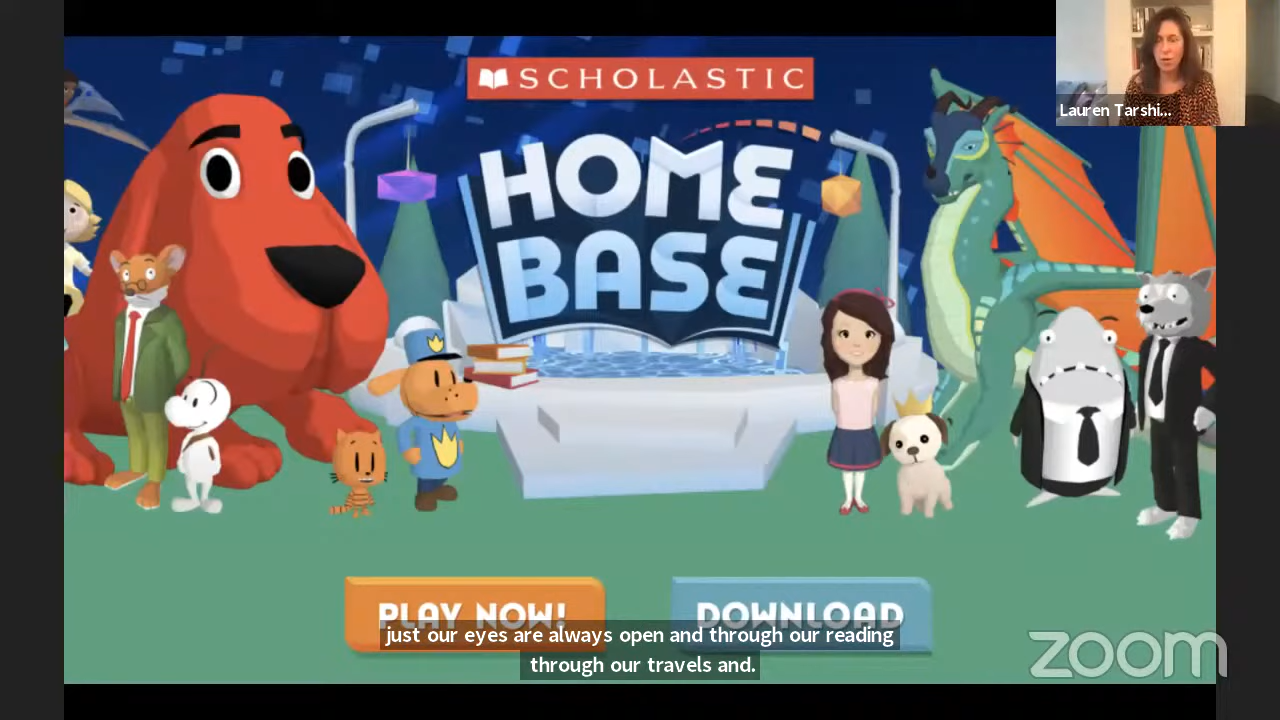 SCHOLASTIC
Lauren Tarshi...
HOME
BASE
PLAY NOW!
DOWNLOAD
just our eyes are always open and through our reading
through our travels and.
zoom